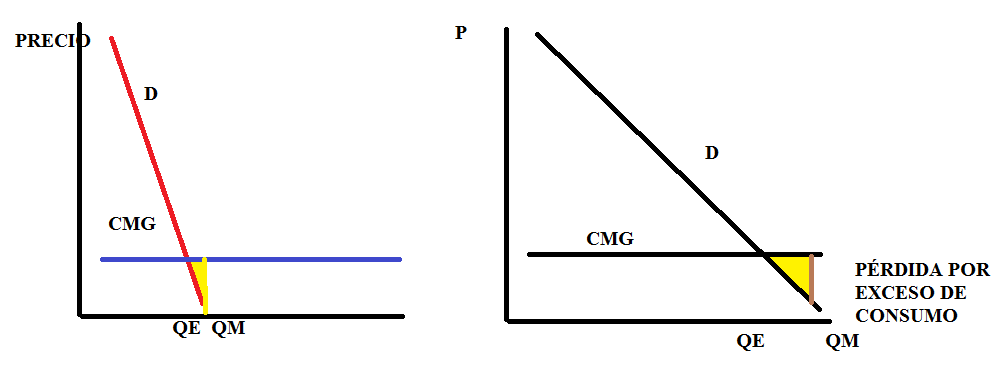 PRECIO
D
CMG
QE QM
P
D
CMG
PÉRDIDA POR
EXCESO DE
CONSUMO
QE QM